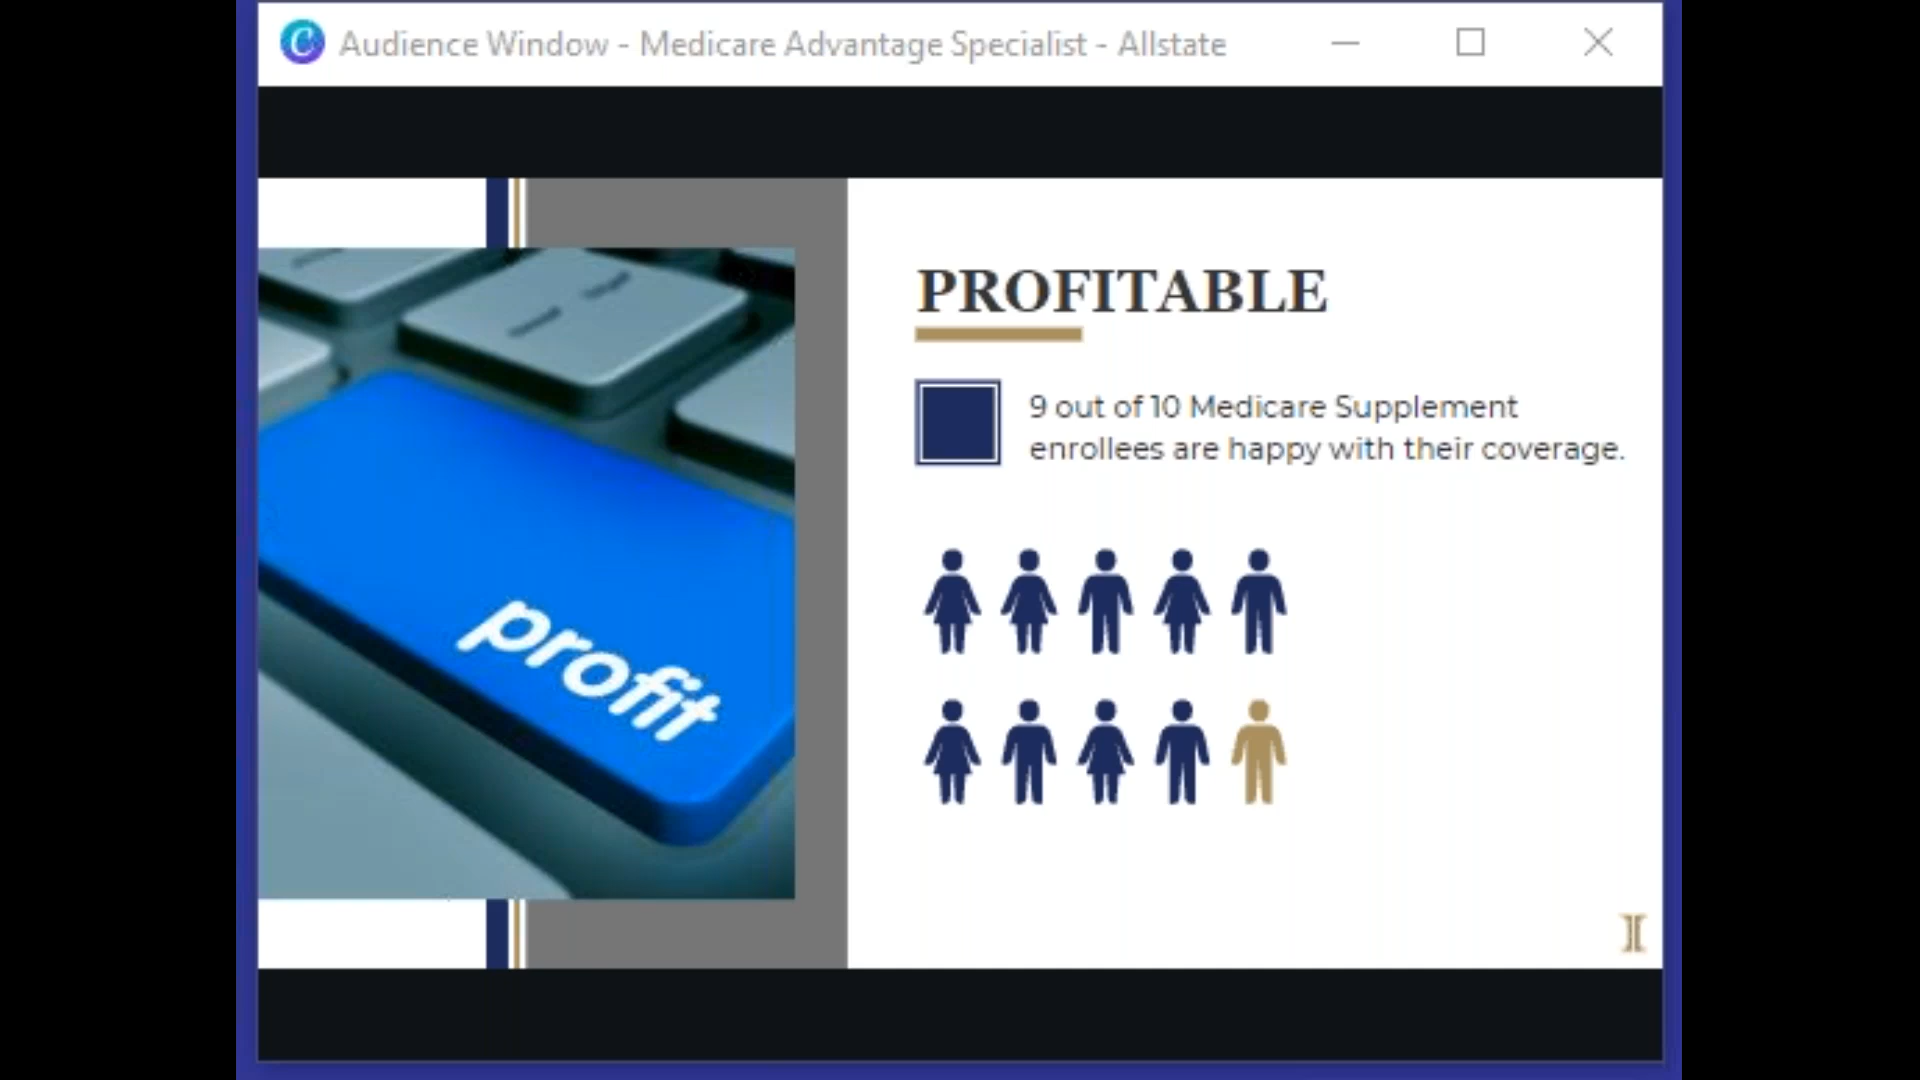 Audience Window - Medicare Advantage Specialist - Allstate
profit
PROFITABLE
9 out of 10 Medicare Supplement
enrollees are happy with their coverage.